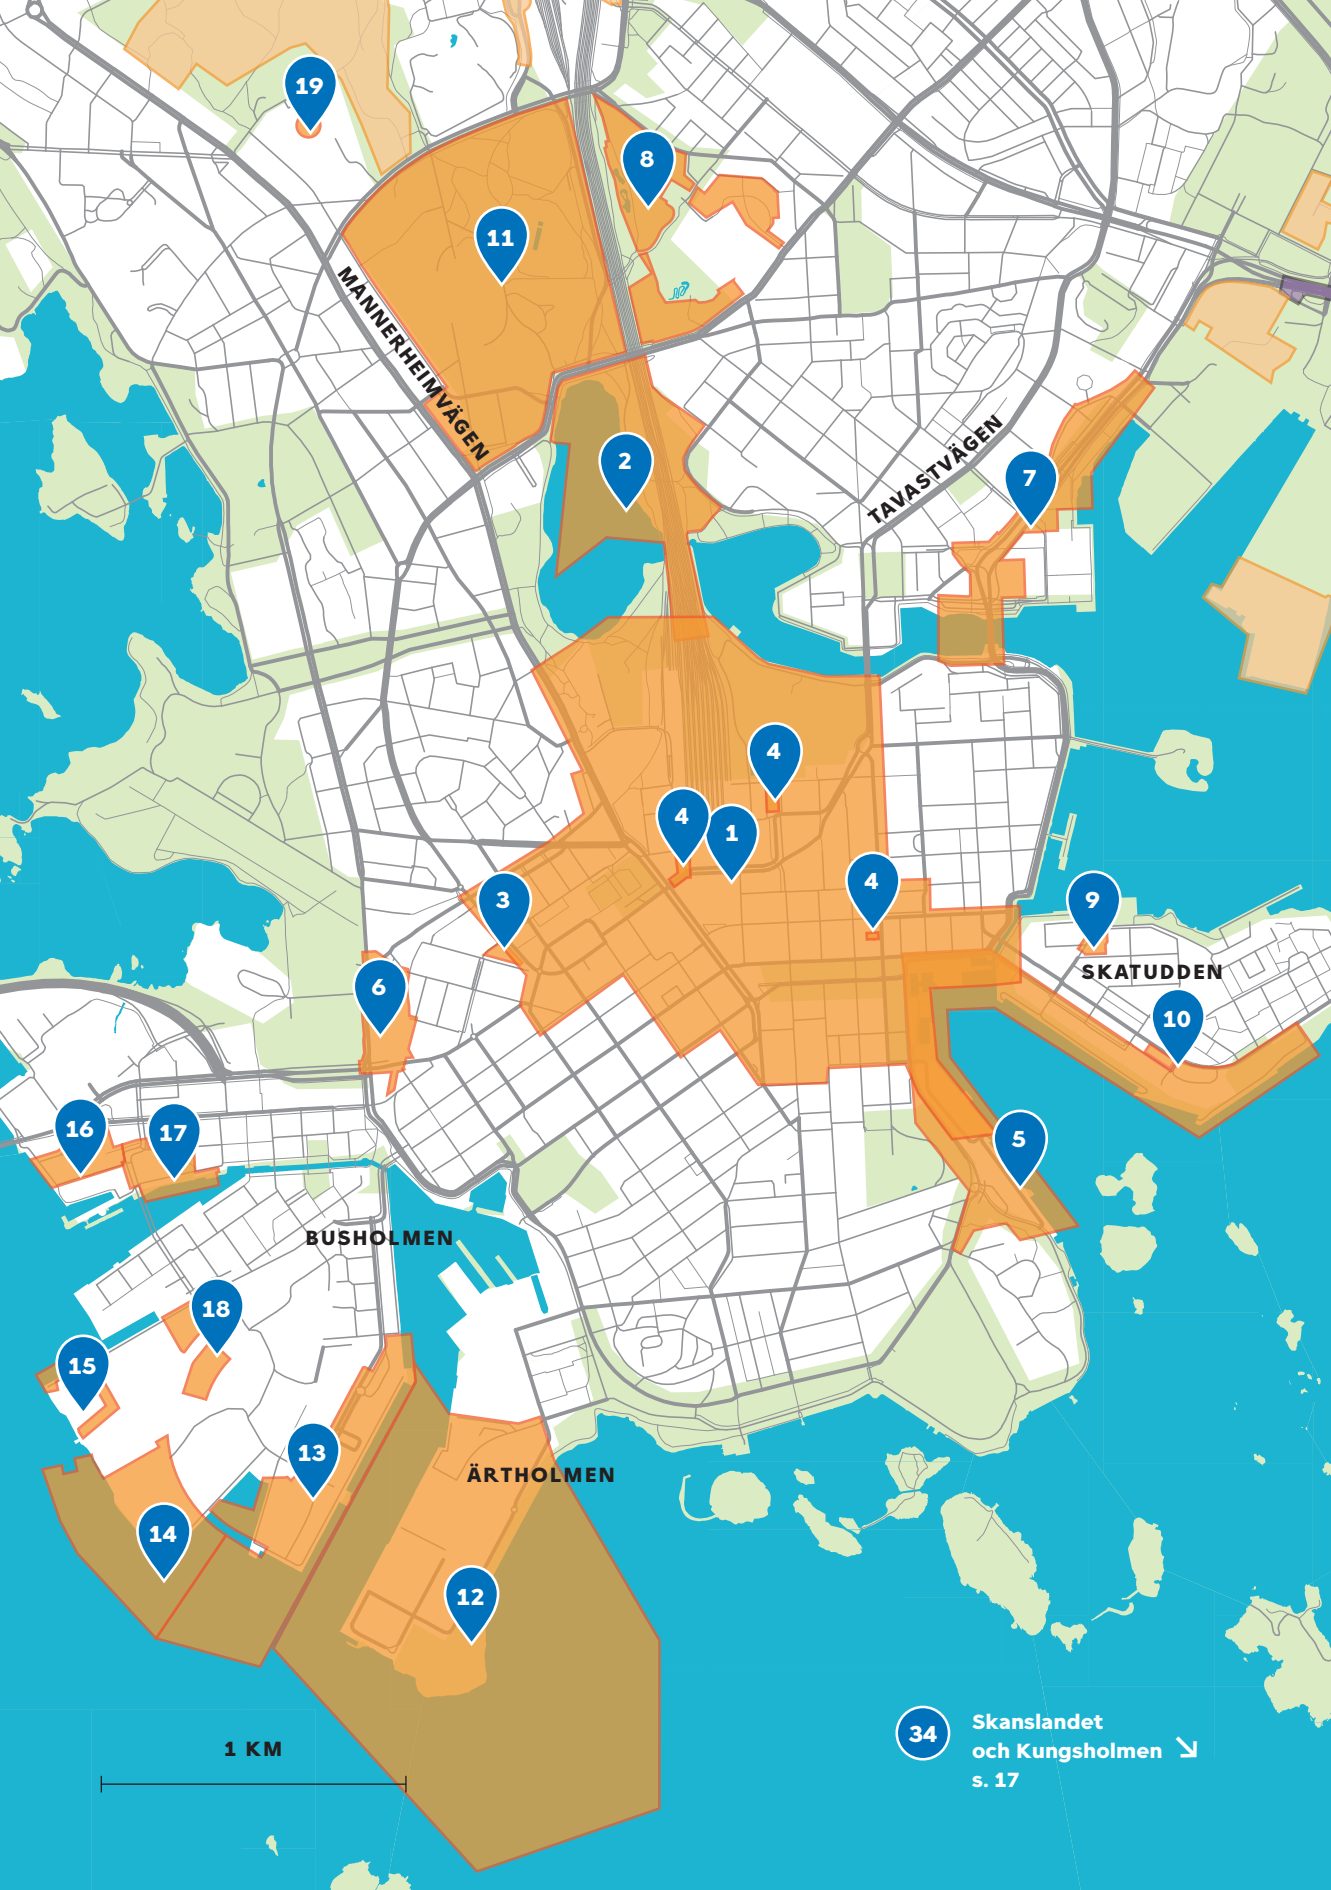 19
8
11
MANNERHEIMVÄGEN
2
TAVASTVÄGEN
7
4
4
1
4
3
9
SKATUDDEN
6
10
16
17
5
BUSHOLMEN
18
15
13
ÄRTHOLMEN
14
12
34
Skanslandet
och Kungsholmen
s. 17
1 KM